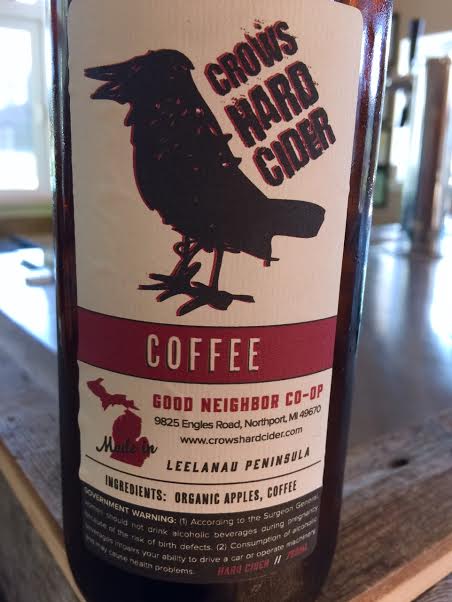 CROWS
HARD
CIDER
COFFEE
GOOD NEIGHBOR CO-OP
9825 Engles Road, Northport, MI 49670
www.crowshardcider.com
Made in
LEELANAU PENINSULA
INGREDIENTS: ORGANIC APPLES, COFFEE
GOVERNMENT WARNING: (1) According to the Surgeon General,
women should not drink alcoholic beverages during pregnancy
because of the risk of birth defects. (2) Consumption of alcoholic
beverages impairs your ability to drive a car or operate machinery,
and may cause health problems.
HARD CIDER // 750ML